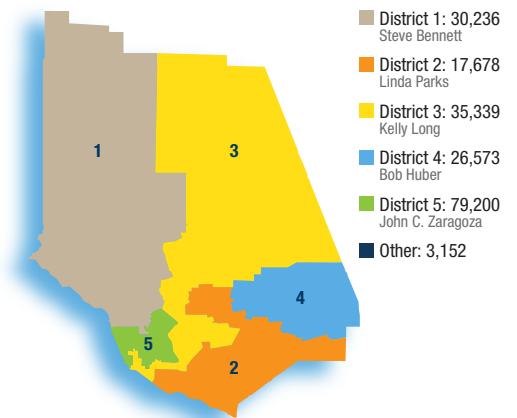 District 1: 30,236
Steve Bennett
District 2: 17,678
Linda Parks
District 3: 35,339
Kelly Long
District 4: 26,573
Bob Huber
District 5: 79,200
John C. Zaragoza
Other: 3,152
1
3
4
5
2